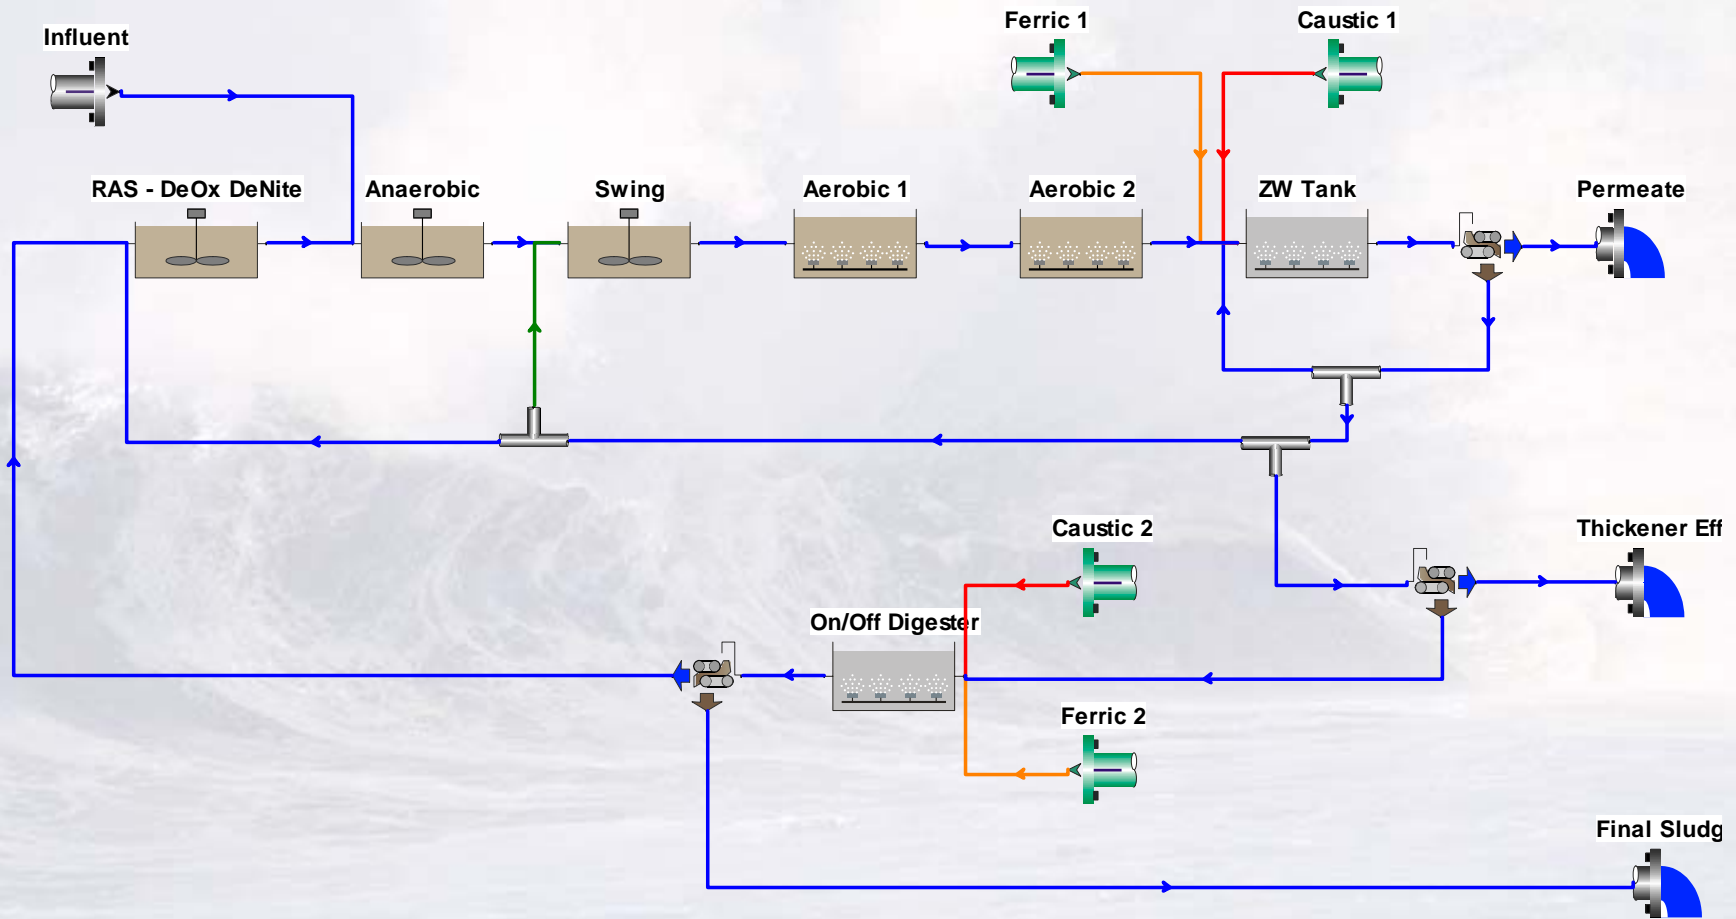 Ferric 1
Caustic 1
Influent
RAS - DeOx DeNite
Anaerobic
Swing
Aerobic 1
Aerobic 2
ZW Tank
Permeate
Caustic 2
Thickener Eff
On/Off Digester
Ferric 2
Final Sludg